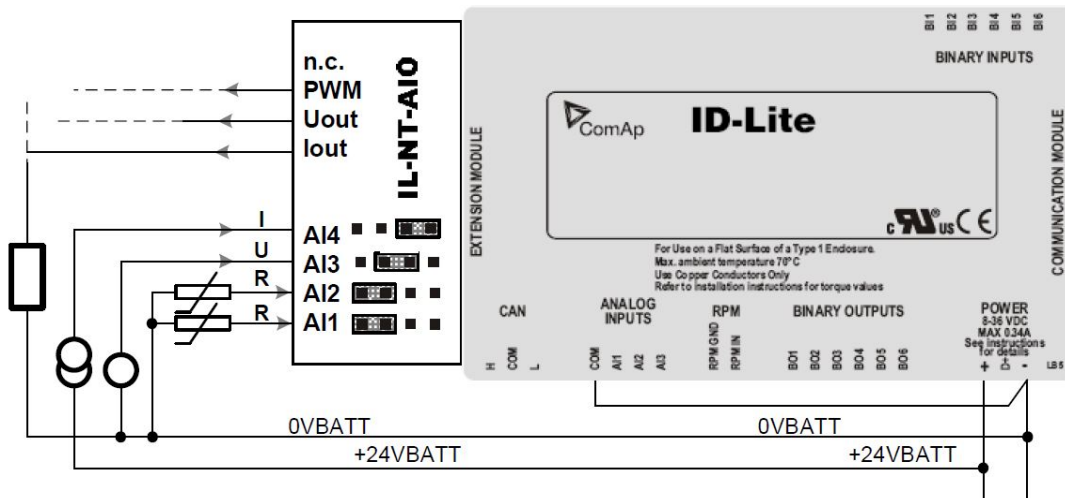 n.c.
PWM
Uout
Iout
IL-NT-AIO
I
AI4
U
AI3
R
AI2
R
AI1
EXTENSION MODULE
BI1 BI2 BI3 BI4 BI5 BI6
BINARY INPUTS
ComAp
ID-Lite
c UR® US CE
COMMUNICATION MODULE
For Use on a Flat Surface of a Type 1 Enclosure.
Max. ambient temperature 70°C
Use Copper Conductors Only
Refer to installation instructions for torque values
CAN
H COM L
ANALOG
INPUTS
COM AI1 AI2 AI3
RPM
RPM GND RPM IN
BINARY OUTPUTS
BO1 BO2 BO3 BO4 BO5 BO6
POWER
8-36 VDC
MAX 0.34A
See instructions
for details
+ D+ -
LBS
0VBATT 0VBATT
+24VBATT +24VBATT